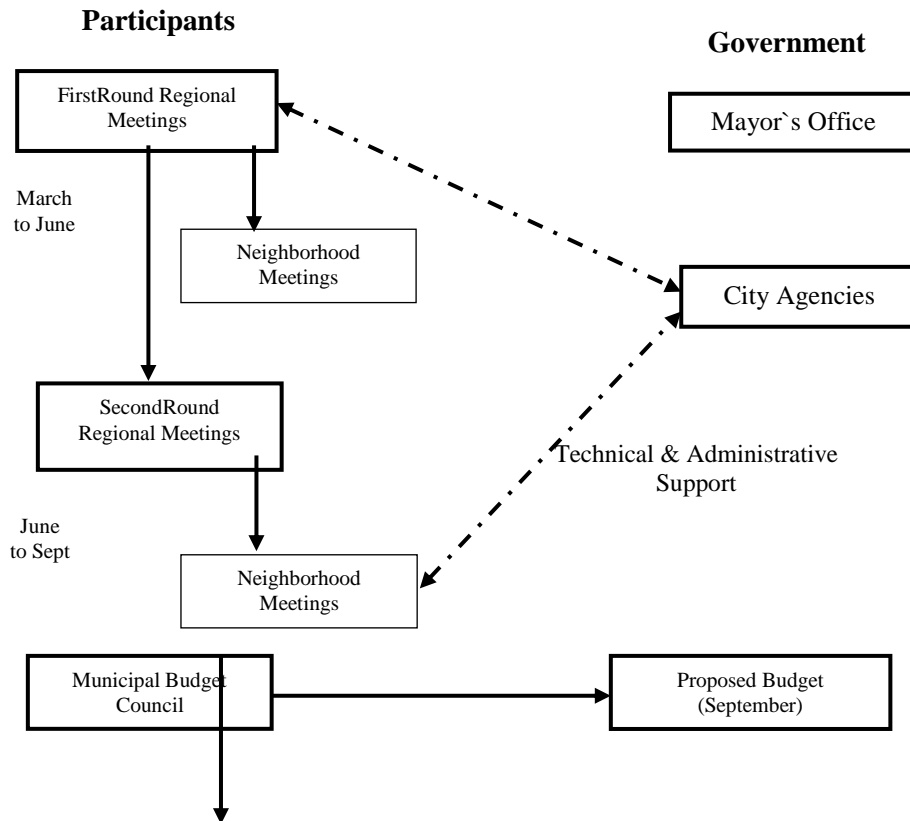 Participants
Government
FirstRound Regional
Meetings
Mayor`s Office
March
to June
Neighborhood
Meetings
City Agencies
SecondRound
Regional Meetings
Technical & Administrative
Support
June
to Sept
Neighborhood
Meetings
Municipal Budget
Council
Proposed Budget
(September)